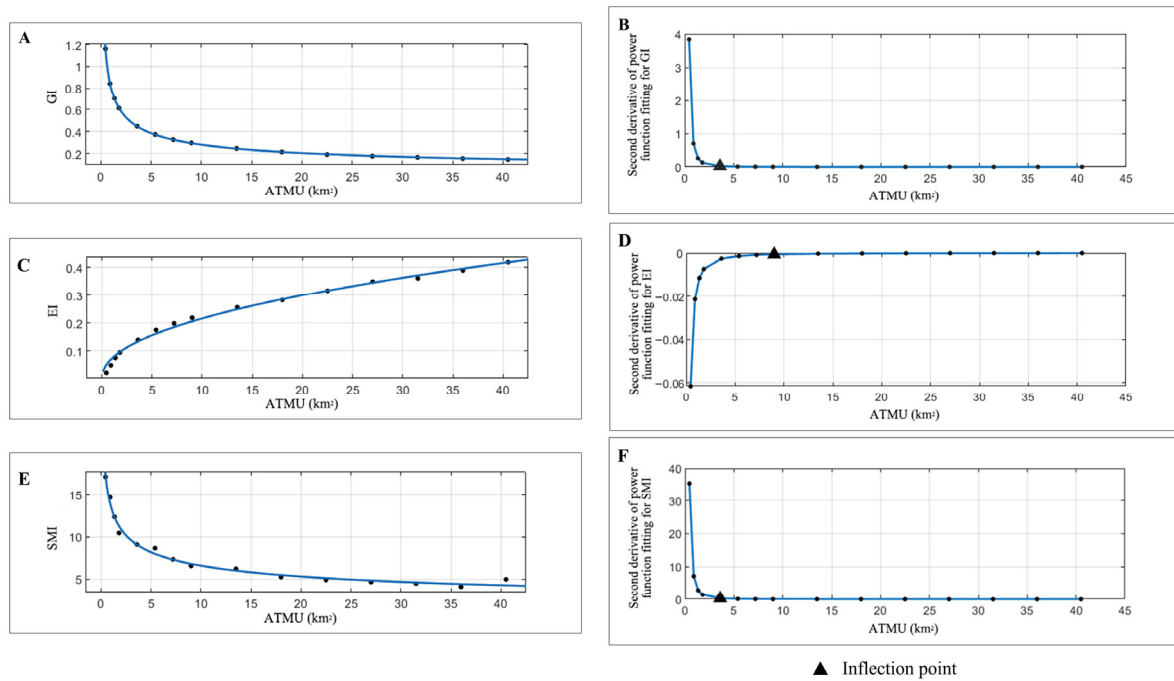 A
1.2
1
0.8
0.6
0.4
0.2
GI
0 5 10 15 20 25 30 35 40
ATMU (km²)
B
Second derivative of power
function fitting for GI
4
3
2
1
0
0 5 10 15 20 25 30 35 40 45
ATMU (km²)
C
0.4
0.3
0.2
0.1
EI
0 5 10 15 20 25 30 35 40
ATMU (km²)
D
Second derivative of power
function fitting for EI
0
−0.02
−0.04
−0.06
0 5 10 15 20 25 30 35 40 45
ATMU (km²)
E
15
10
5
SMI
0 5 10 15 20 25 30 35 40
ATMU (km²)
F
Second derivative of power
function fitting for SMI
40
30
20
10
0
0 5 10 15 20 25 30 35 40 45
ATMU (km²)
▲ Inflection point